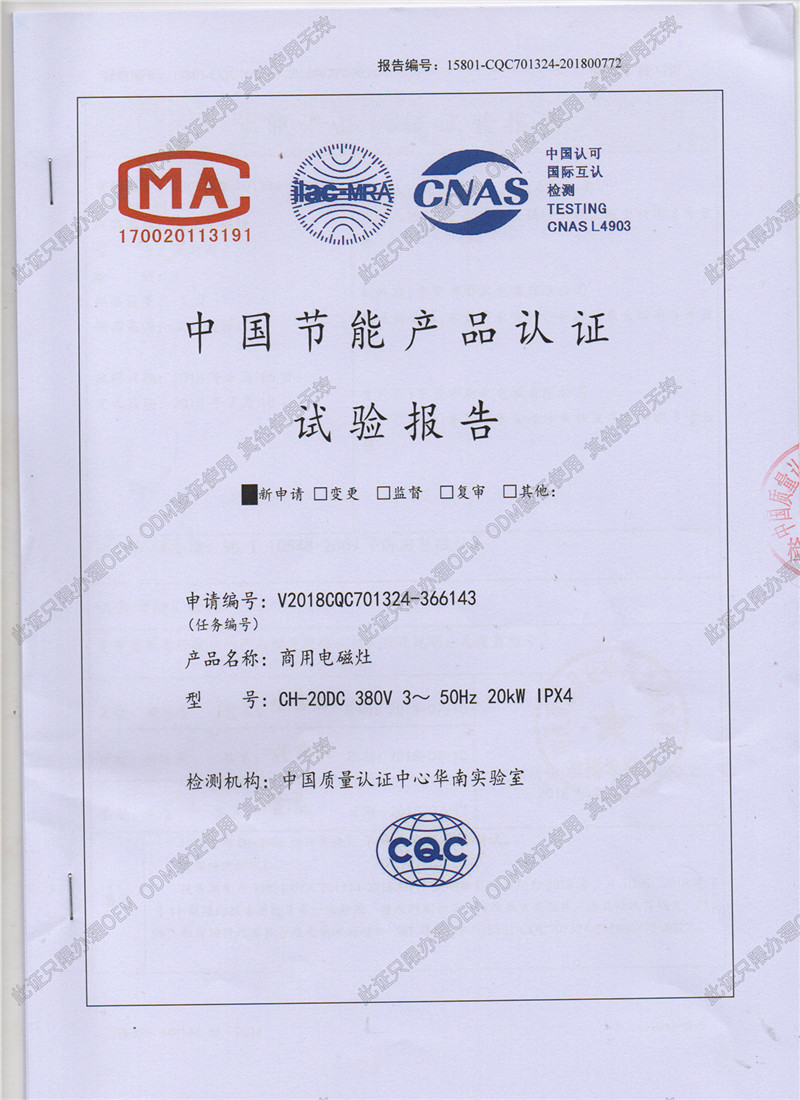 报告编号：15801-CQC701324-201800772
MA
170020113191
ilac-MRA
CNAS
中国认可
国际互认
检测
TESTING
CNAS L4903
中国节能产品认证
试验报告
■新申请 □变更 □监督 □复审 □其他：
申请编号：V2018CQC701324-366143
（任务编号）
产品名称：商用电磁灶
型 号：CH-20DC 380V 3～ 50Hz 20kW IPX4
检测机构：中国质量认证中心华南实验室
CQC
中国质量认
此证只限办理OEM ODM验证使用 其他使用无效